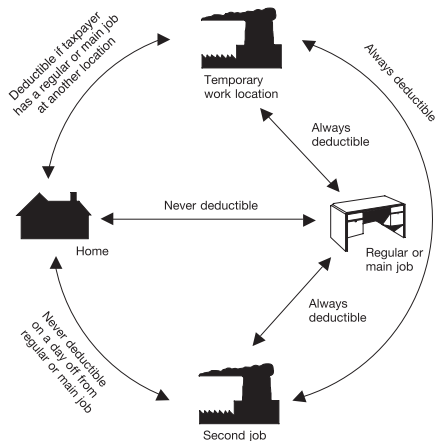 Deductible if taxpayer
has a regular or main job
at another location
Temporary
work location
Always deductible
Always
deductible
Never deductible
Home
Regular or
main job
Always
deductible
Never deductible
on a day off from
regular or main job
Second job